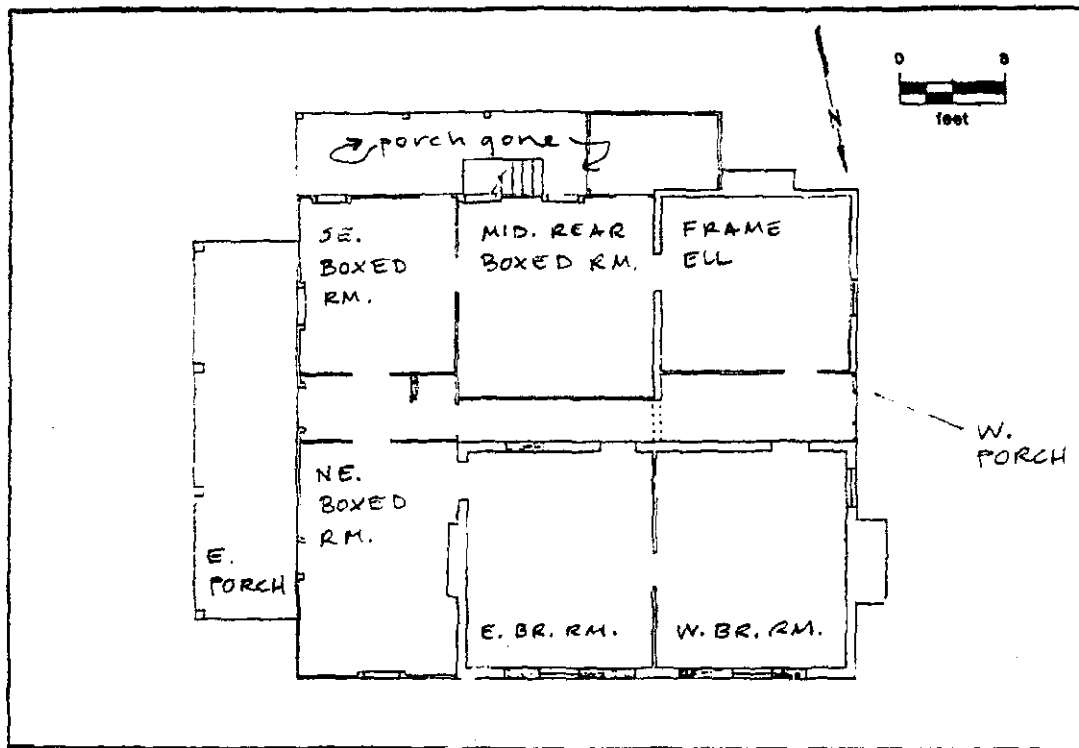 0 8
feet
N
porch gone
SE.
BOXED
RM.
MID. REAR
BOXED RM.
FRAME
ELL
W.
PORCH
NE.
BOXED
RM.
E.
PORCH
E. BR. RM.
W. BR. RM.